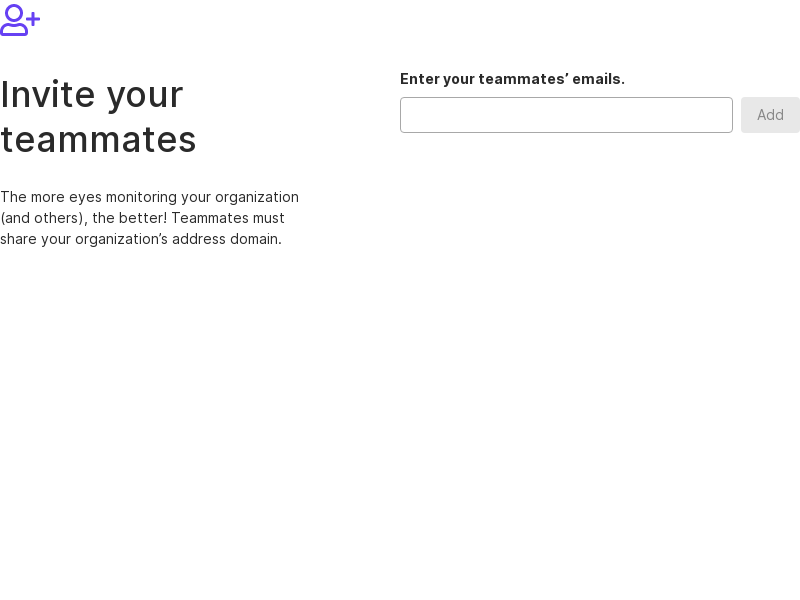 Invite your
teammates
The more eyes monitoring your organization
(and others), the better! Teammates must
share your organization’s address domain.
Enter your teammates’ emails.
Add